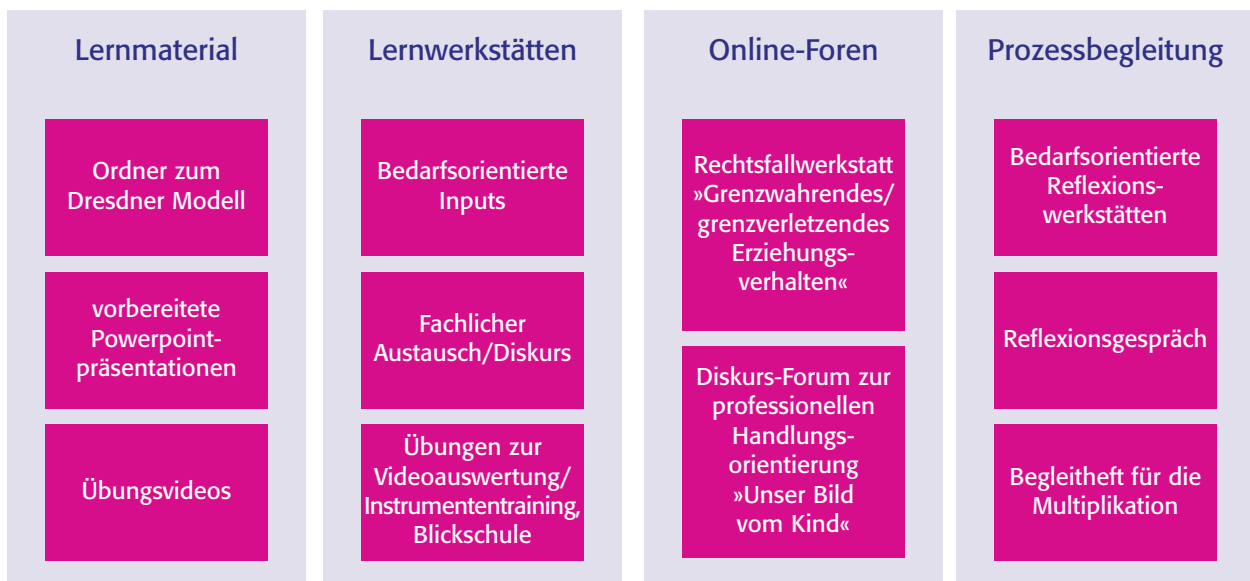 Lernmaterial
Ordner zum
Dresdner Modell
vorbereitete
Powerpoint-
präsentationen
Übungsvideos
Lernwerkstätten
Bedarfsorientierte
Inputs
Fachlicher
Austausch/Diskurs
Übungen zur
Videoauswertung/
Instrumententraining,
Blickschule
Online-Foren
Rechtsfallwerkstatt
»Grenzwahrendes/
grenzverletzendes
Erziehungs-
verhalten«
Diskurs-Forum zur
professionellen
Handlungs-
orientierung
»Unser Bild
vom Kind«
Prozessbegleitung
Bedarfsorientierte
Reflexions-
werkstätten
Reflexionsgespräch
Begleitheft für die
Multiplikation